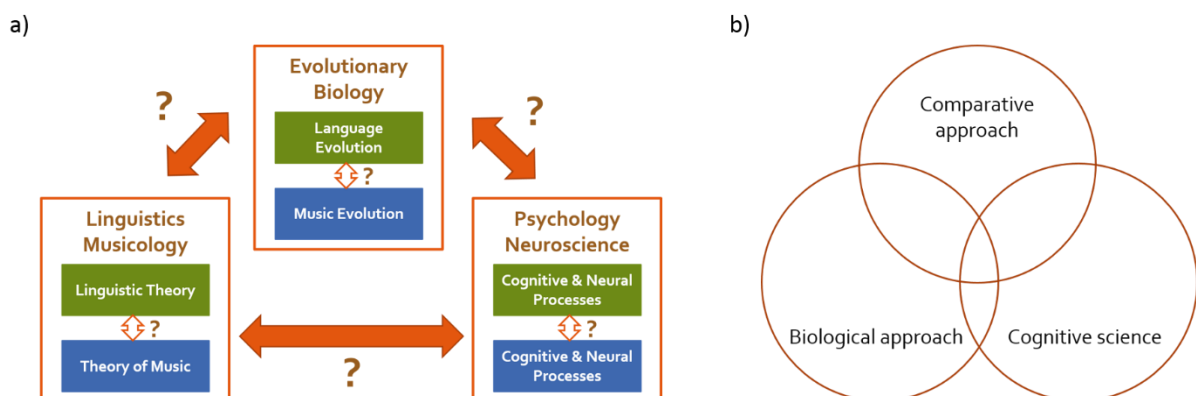 a)
Evolutionary
Biology
Language
Evolution
?
Music Evolution
?
?
Linguistics
Musicology
Linguistic Theory
?
Theory of Music
Psychology
Neuroscience
Cognitive & Neural
Processes
?
Cognitive & Neural
Processes
?
b)
Comparative
approach
Biological approach
Cognitive science